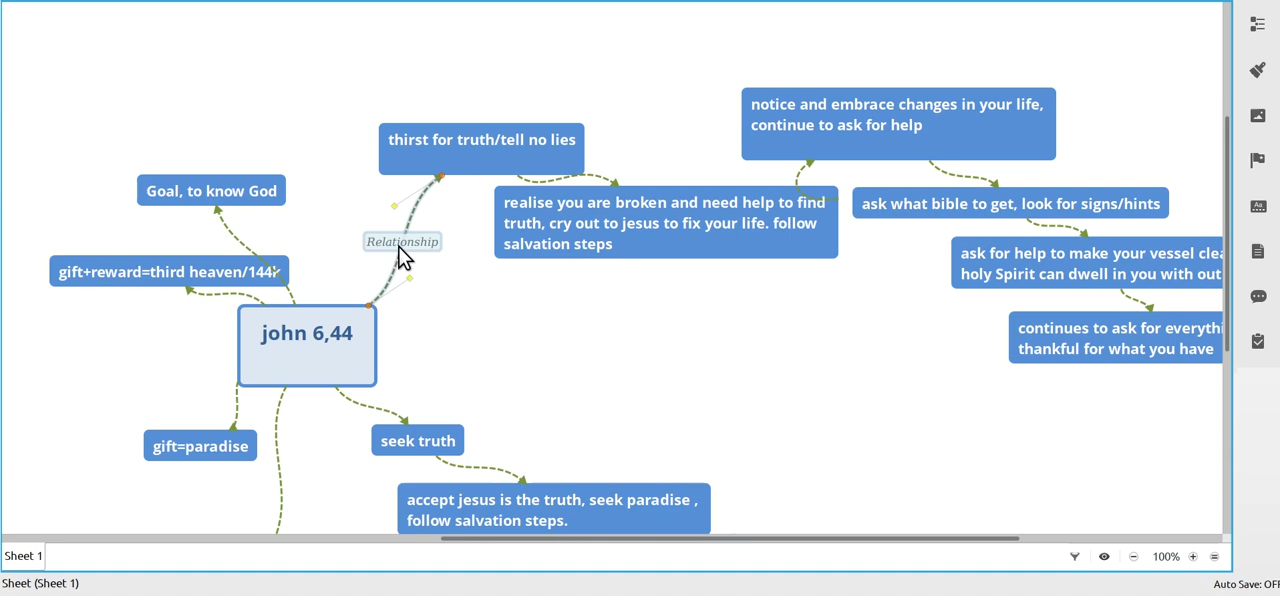 notice and embrace changes in your life,
continue to ask for help
thirst for truth/tell no lies
Goal, to know God
realise you are broken and need help to find
truth, cry out to jesus to fix your life. follow
salvation steps
ask what bible to get, look for signs/hints
Relationship
gift+reward=third heaven/144k
ask for help to make your vessel
holy Spirit can dwell in you with out
john 6,44
continues to ask for
thankful for what you have
gift=paradise
seek truth
accept jesus is the truth, seek paradise ,
follow salvation steps.
Sheet 1
100%
Sheet (Sheet 1)
Auto Save: